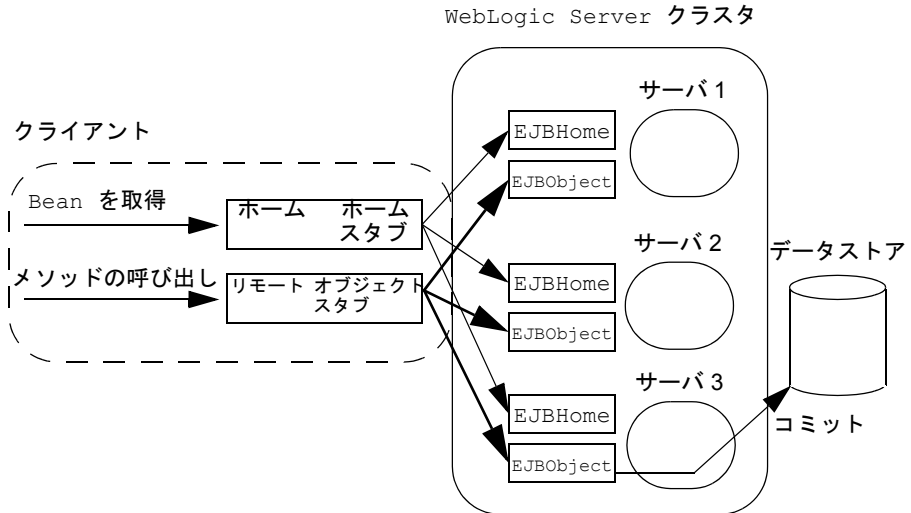 WebLogic Server クラスタ
サーバ 1
クライアント
EJBHome
EJBObject
Bean を取得
ホーム ホーム
スタブ
サーバ 2
データストア
メソッドの呼び出し
リモート オブジェクト
スタブ
EJBHome
EJBObject
サーバ 3
EJBHome
コミット
EJBObject